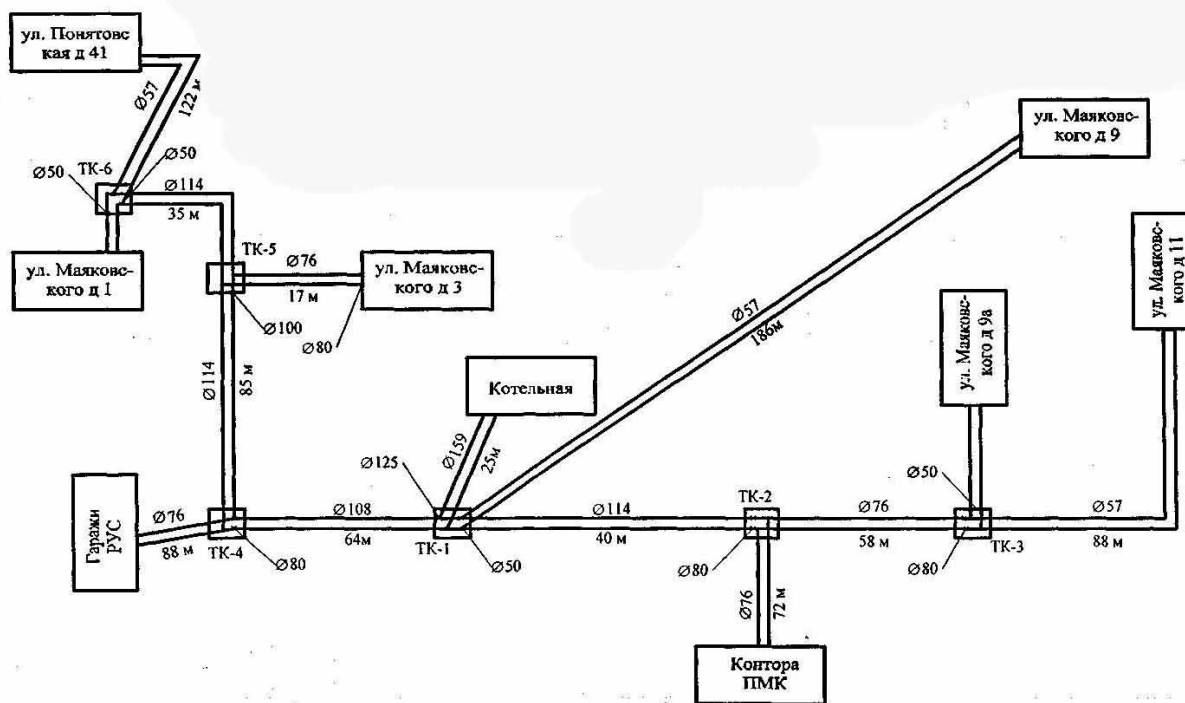 ул. Понятовс
кая д 41
Ø57
122 м
ТК-6
Ø50
Ø50
Ø114
35 м
ул. Маяковс-
кого д 1
ТК-5
Ø76
17 м
ул. Маяковс-
кого д 3
Ø100
Ø80
Ø114
85 м
ул. Маяковс-
кого д 9
Ø57
186м
ул. Маяковс-
кого д 11
ул. Маяковс-
кого д 9а
Котельная
Ø159
25м
Ø125
Гаражи
РУС
Ø76
88 м
ТК-4
Ø80
Ø108
64м
ТК-1
Ø50
Ø114
40 м
ТК-2
Ø80
Ø76
58 м
Ø50
Ø80
ТК-3
Ø57
88 м
Ø76
72 м
Контора
ПМК